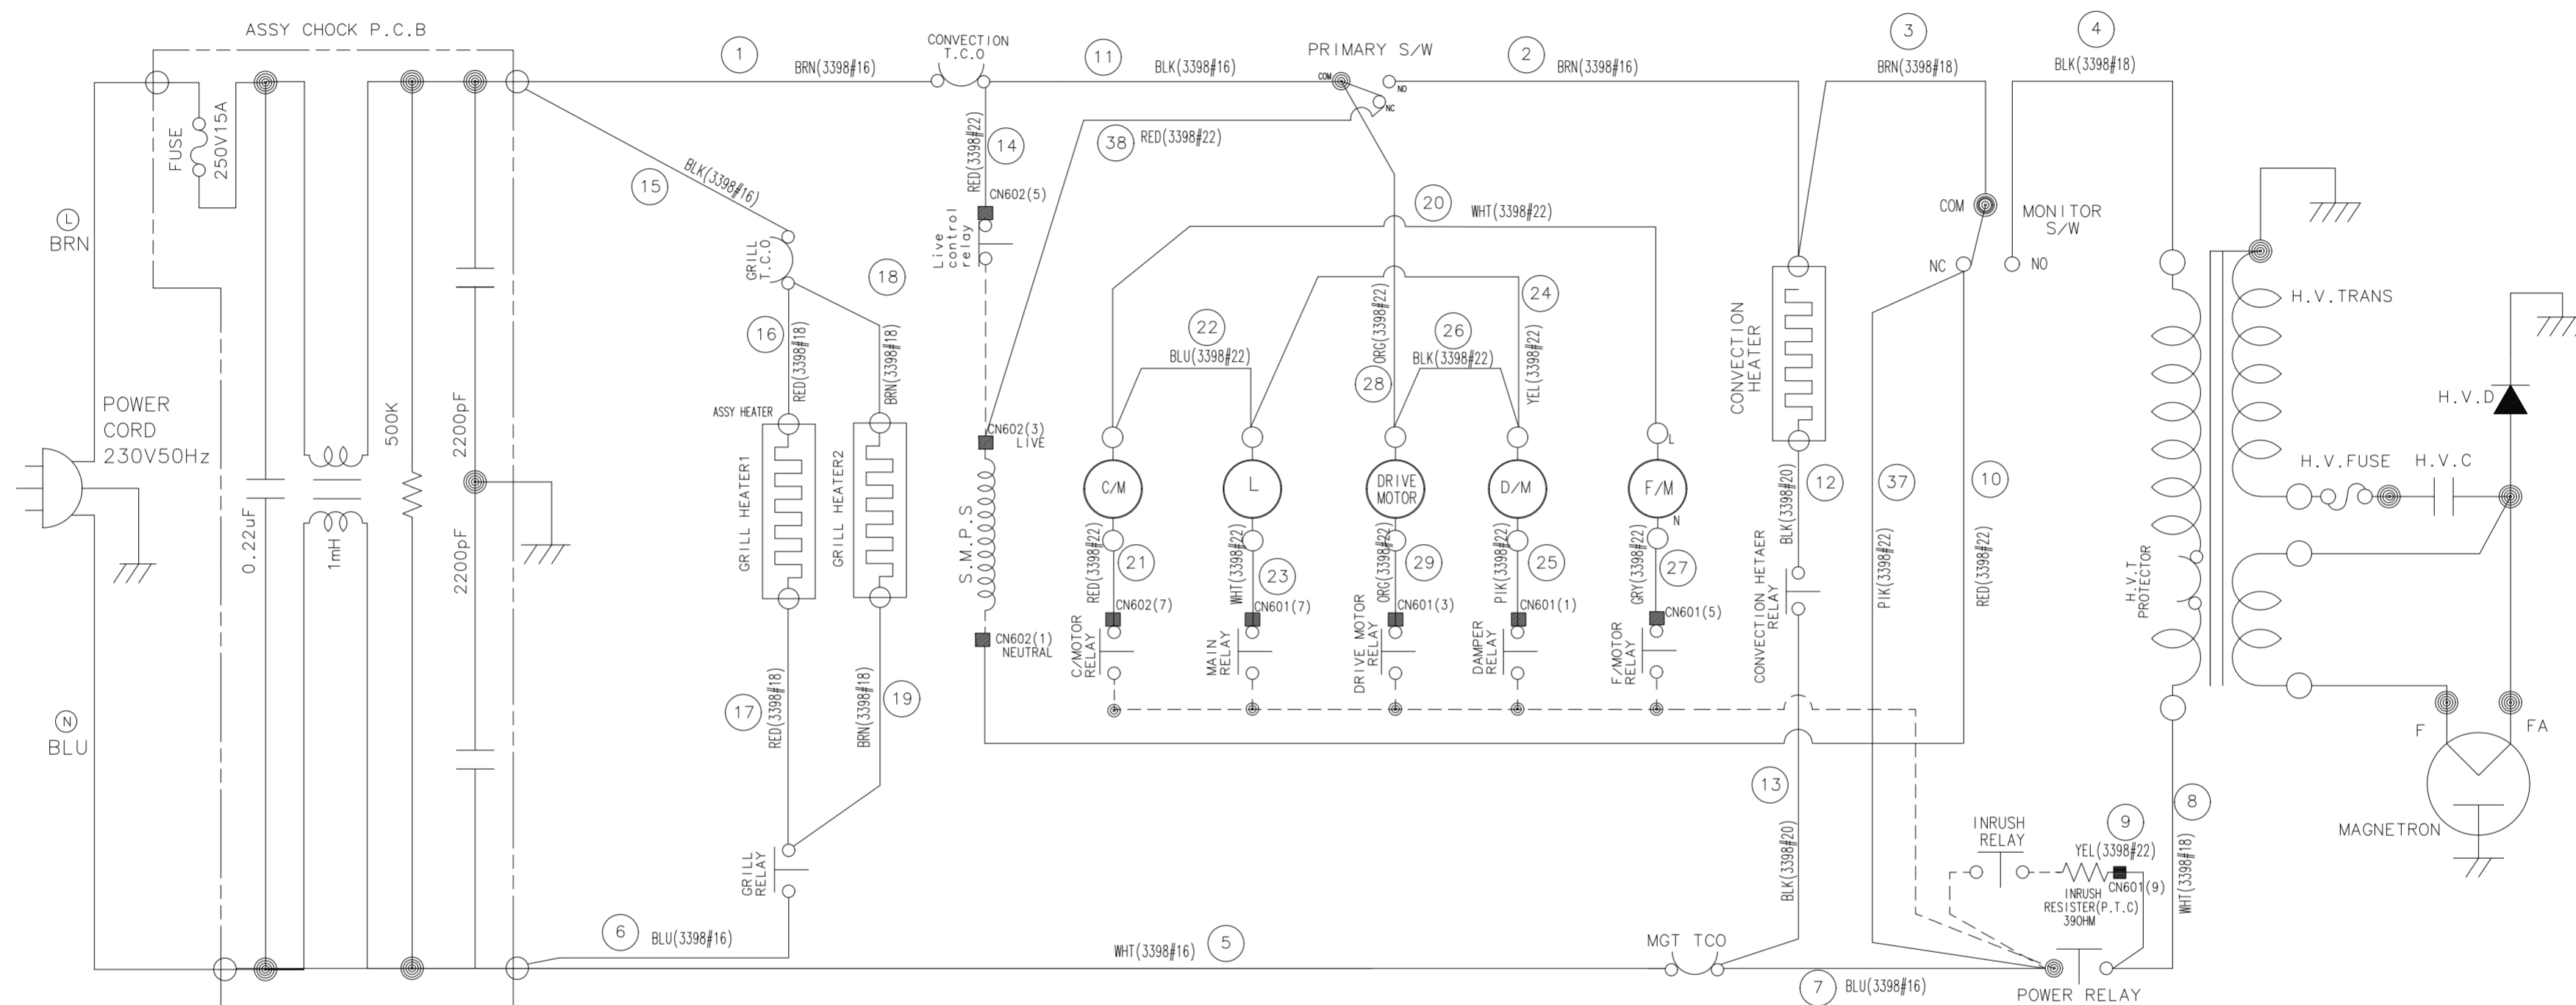 ASSY CHOCK P.C.B
L
BRN
N
BLU
POWER
CORD
230V50Hz
FUSE
250V15A
0.22uF
1mH
500K
2200pF
2200pF
1
BRN(3398#16)
CONVECTION
T.C.O
11
BLK(3398#16)
PRIMARY S/W
COM
NO
NC
2
BRN(3398#16)
3
BRN(3398#18)
4
BLK(3398#18)
15
BLK(3398#16)
GRILL
T.C.O
18
16
RED(3398#18)
BRN(3398#18)
ASSY HEATER
GRILL HEATER1
GRILL HEATER2
17
RED(3398#18)
19
BRN(3398#18)
GRILL
RELAY
6
BLU(3398#16)
RED(3398#22)
14
CN602(5)
Live
control
relay
38
RED(3398#22)
CN602(3)
LIVE
S.M.P.S
CN602(1)
NEUTRAL
20
WHT(3398#22)
22
BLU(3398#22)
ORG(3398#22)
28
26
BLK(3398#22)
24
YEL(3398#22)
C/M
L
DRIVE
MOTOR
D/M
F/M
L
N
RED(3398#22)
21
WHT(3398#22)
23
ORG(3398#22)
29
PIK(3398#22)
25
GRY(3398#22)
27
CN602(7)
CN601(7)
CN601(3)
CN601(1)
CN601(5)
C/MOTOR
RELAY
MAIN
RELAY
DRIVE MOTOR
RELAY
DAMPER
RELAY
F/MOTOR
RELAY
CONVECTION
HEATER
BLK(3398#20)
12
CONVECTION HETAER
RELAY
13
BLK(3398#20)
COM
MONITOR
S/W
NC
NO
37
PIK(3398#22)
10
RED(3398#22)
H.V.TRANS
H.V.T
PROTECTOR
H.V.D
H.V.FUSE
H.V.C
F
FA
MAGNETRON
8
WHT(3398#18)
INRUSH
RELAY
9
YEL(3398#22)
CN601(9)
INRUSH
RESISTER(P.T.C)
39OHM
5
WHT(3398#16)
MGT TCO
7
BLU(3398#16)
POWER RELAY